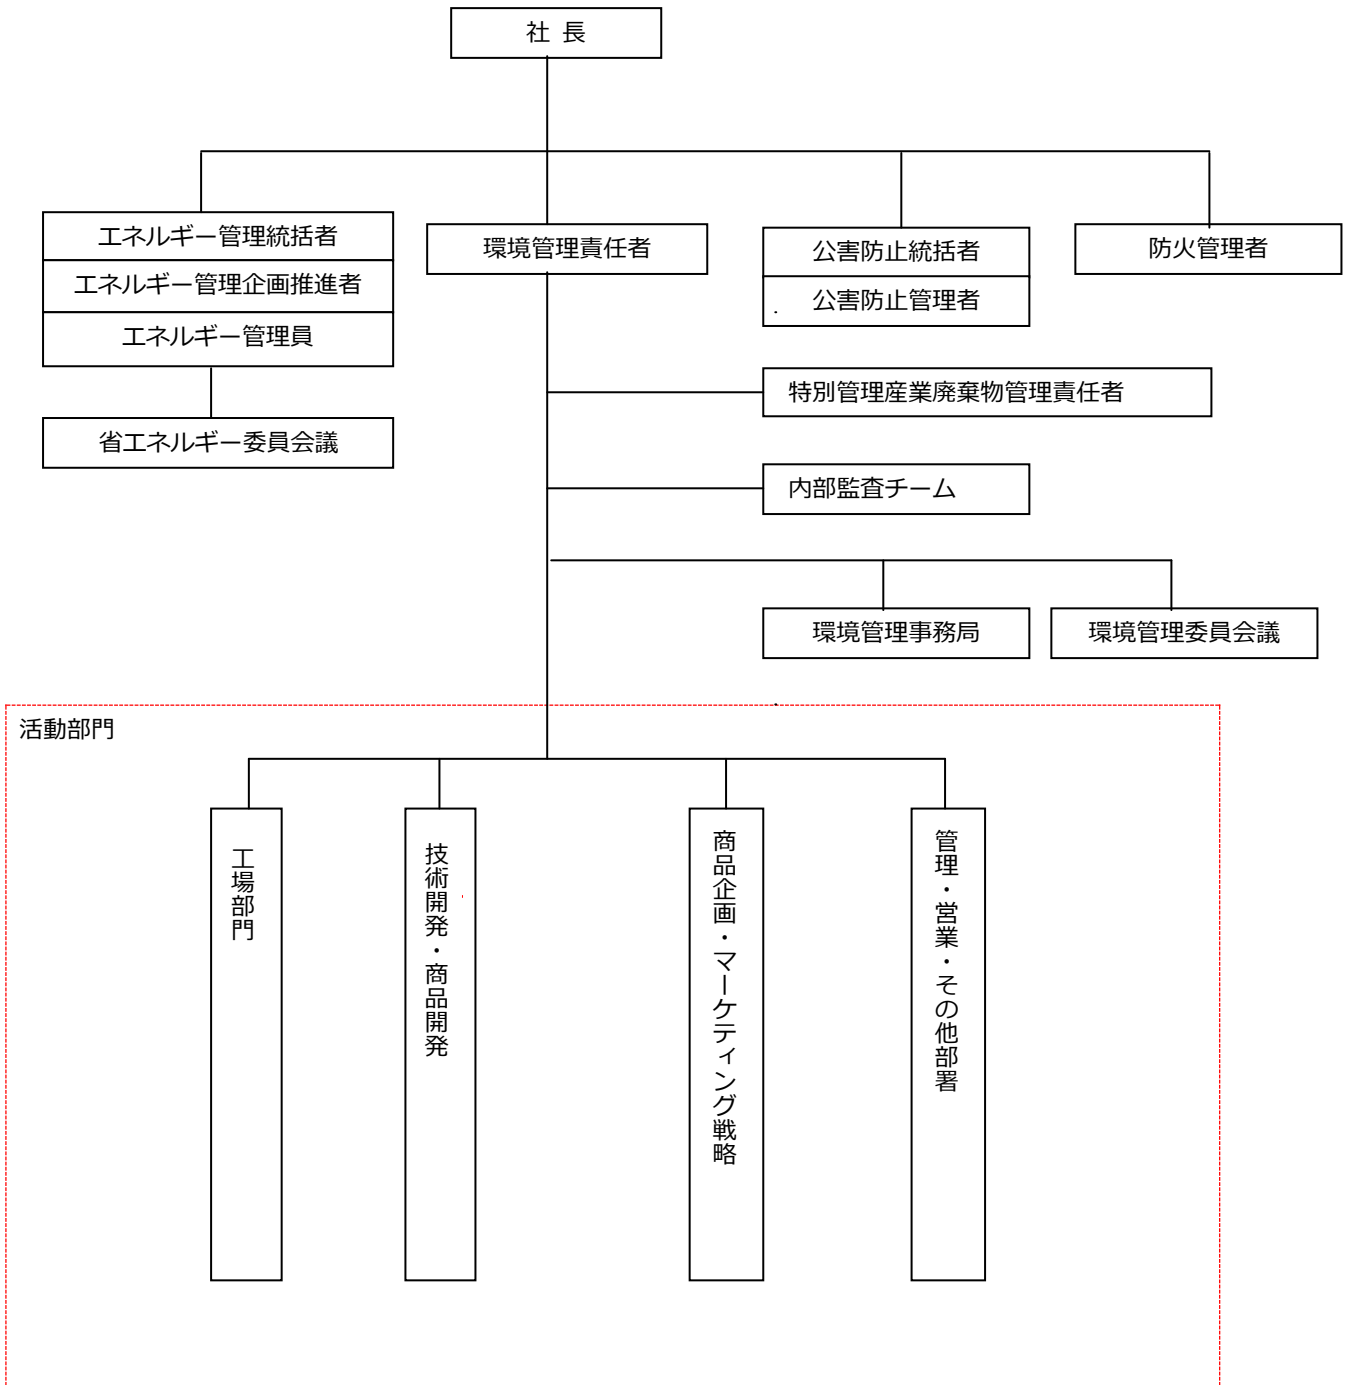 社 長
エネルギー管理統括者
エネルギー管理企画推進者
エネルギー管理員
省エネルギー委員会議
環境管理責任者
公害防止統括者
公害防止管理者
防火管理者
特別管理産業廃棄物管理責任者
内部監査チーム
環境管理事務局
環境管理委員会議
活動部門
工場部門
技術開発・商品開発
商品企画・マーケティング戦略
管理・営業・その他部署